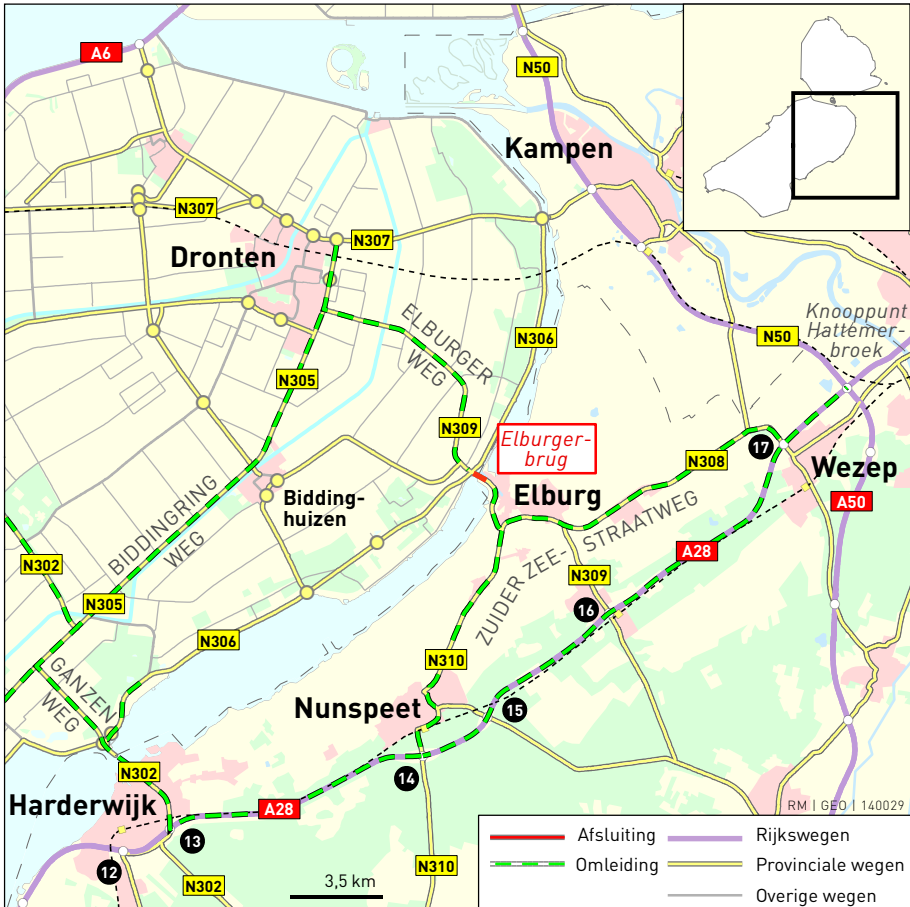 A6
N50
Kampen
N307
N307
Dronten
ELBURGER
WEG
N306
Knooppunt
Hattemer-
broek
N50
N305
N309
Elburger-
brug
17
N308
Wezep
Elburg
A50
Bidding-
huizen
BIDDINGRING
WEG
ZUIDER ZEE-
STRAATWEG
A28
N302
N309
N305
16
N306
N310
GANZEN
WEG
Nunspeet
15
N302
14
Harderwijk
A28
13
12
N302
N310
3,5 km
RM | GEO | 140029
Afsluiting
Rijkswegen
Omleiding
Provinciale wegen
Overige wegen